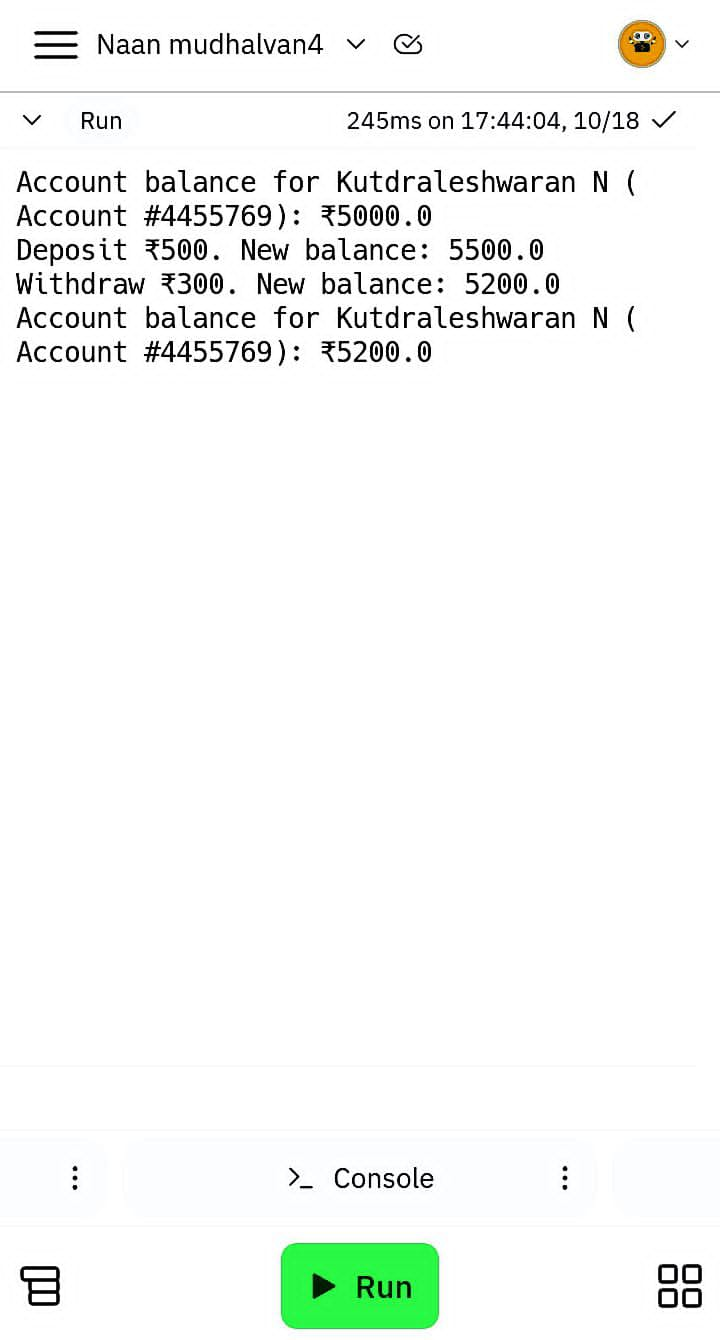 Naan mudhalvan4
Run 245ms on 17:44:04, 10/18
Account balance for Kutdraleshwaran N (
Account #4455769): ₹5000.0
Deposit ₹500. New balance: 5500.0
Withdraw ₹300. New balance: 5200.0
Account balance for Kutdraleshwaran N (
Account #4455769): ₹5200.0
Console
Run